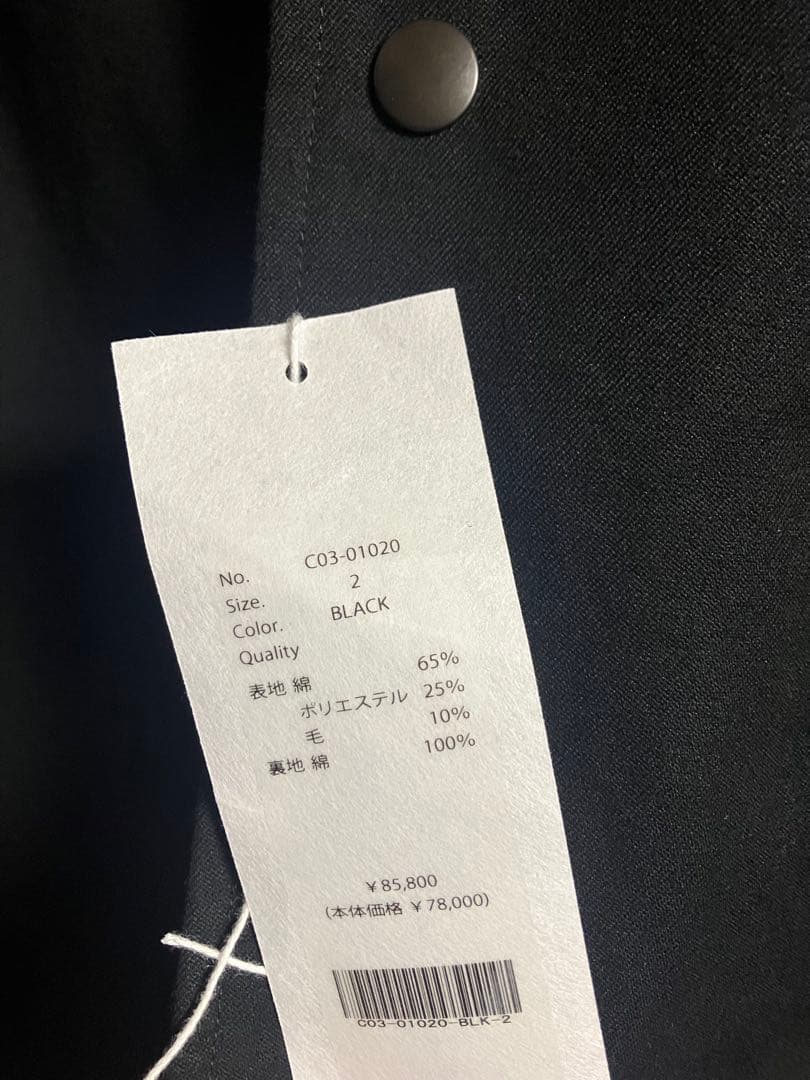 No. C03-01020
Size. 2
Color. BLACK
Quality
表地 綿 65%
ポリエステル 25%
毛 10%
裏地 綿 100%
¥85,800
(本体価格 ¥78,000)
C03-01020-BLK-2